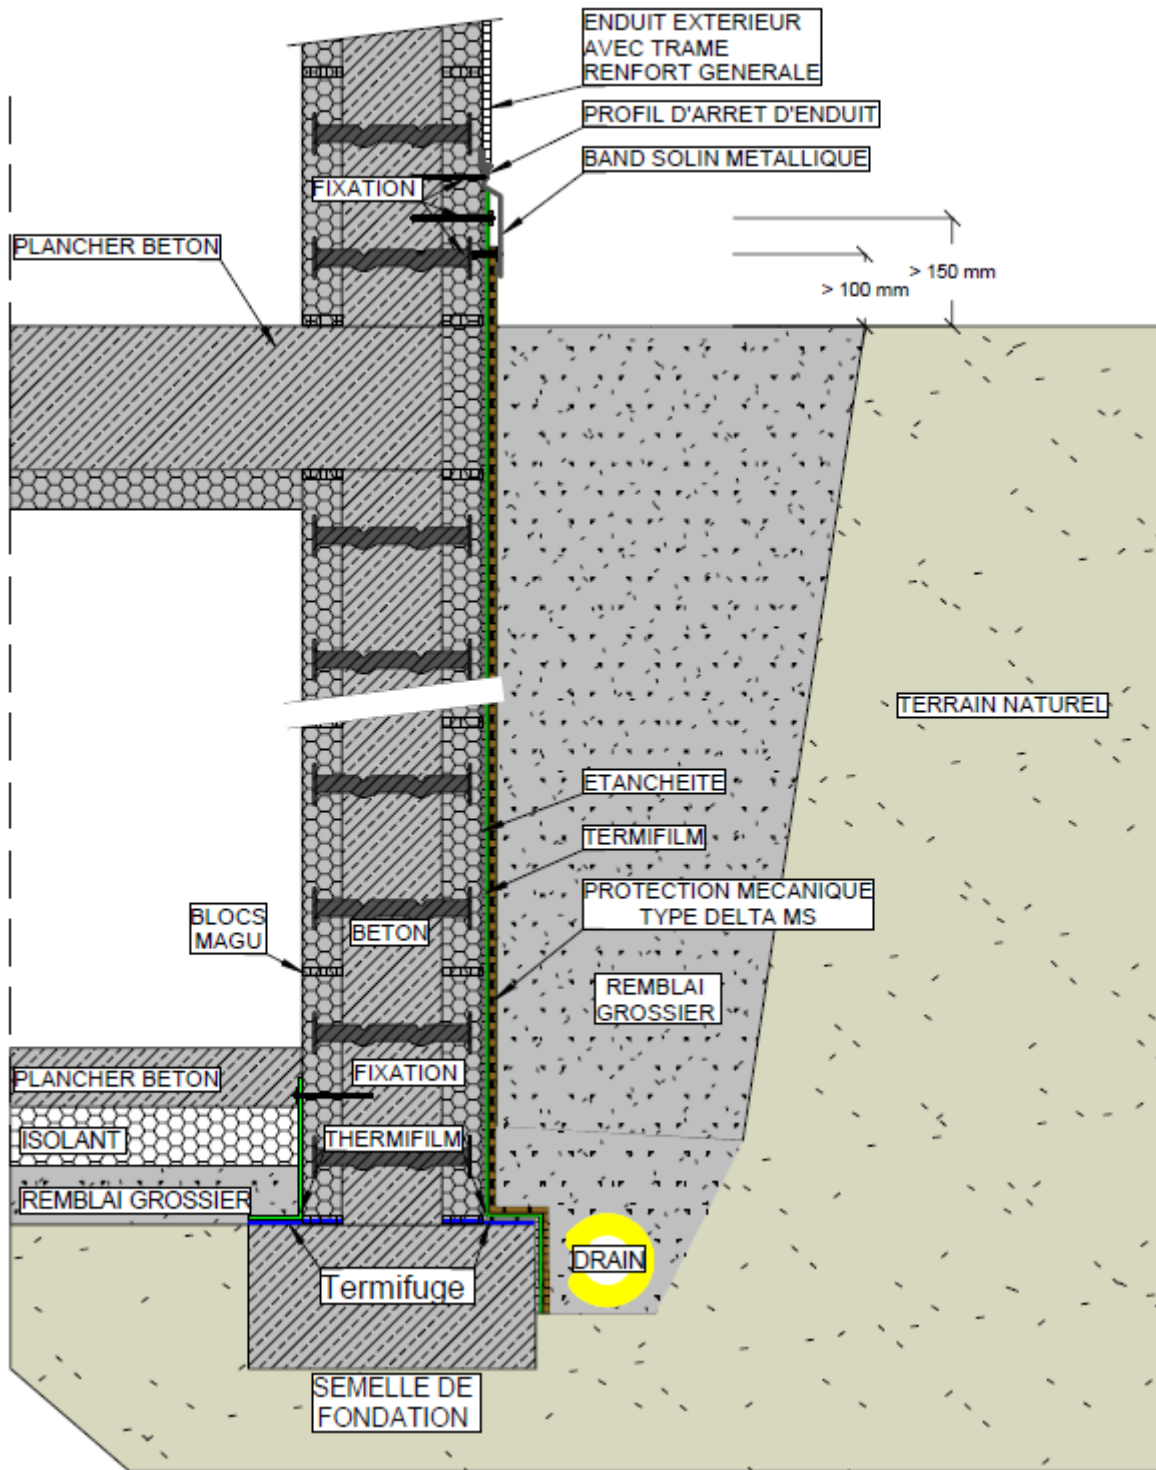 ENDUIT EXTERIEUR
AVEC TRAME
RENFORT GENERALE
PROFIL D'ARRET D'ENDUIT
BAND SOLIN METALLIQUE
FIXATION
PLANCHER BETON
> 150 mm
> 100 mm
TERRAIN NATUREL
ETANCHEITE
TERMIFILM
PROTECTION MECANIQUE
TYPE DELTA MS
BLOCS
MAGU
BETON
REMBLAI
GROSSIER
PLANCHER BETON
FIXATION
ISOLANT
THERMIFILM
REMBLAI GROSSIER
DRAIN
Termifuge
SEMELLE DE
FONDATION